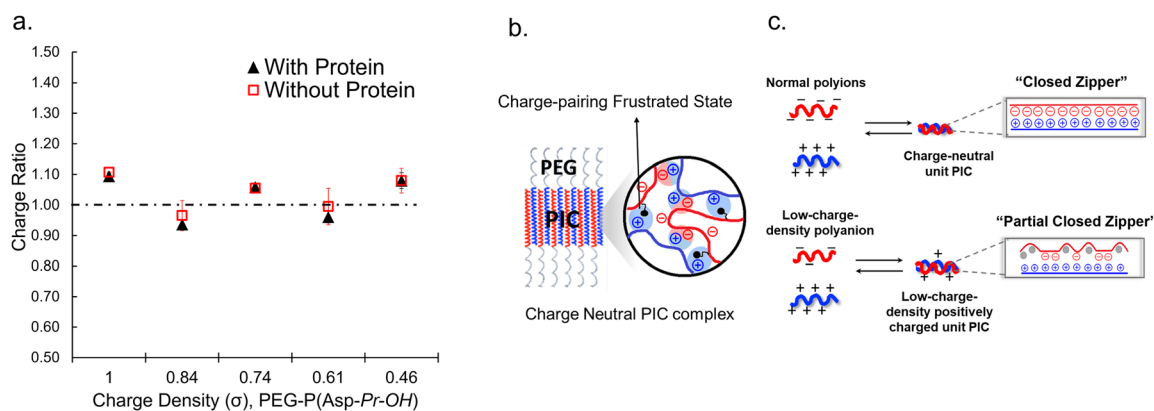 a.
1.50
1.40
1.30
1.20
1.10
1.00
0.90
0.80
0.70
0.60
0.50
Charge Ratio
With Protein
Without Protein
1 0.84 0.74 0.61 0.46
Charge Density (σ), PEG-P(Asp-Pr-OH)
b.
Charge-pairing Frustrated State
PEG
PIC
Charge Neutral PIC complex
c.
Normal polyions
“Closed Zipper”
Charge-neutral
unit PIC
Low-charge-
density polyanion
“Partial Closed Zipper’
Low-charge-
density positively
charged unit PIC